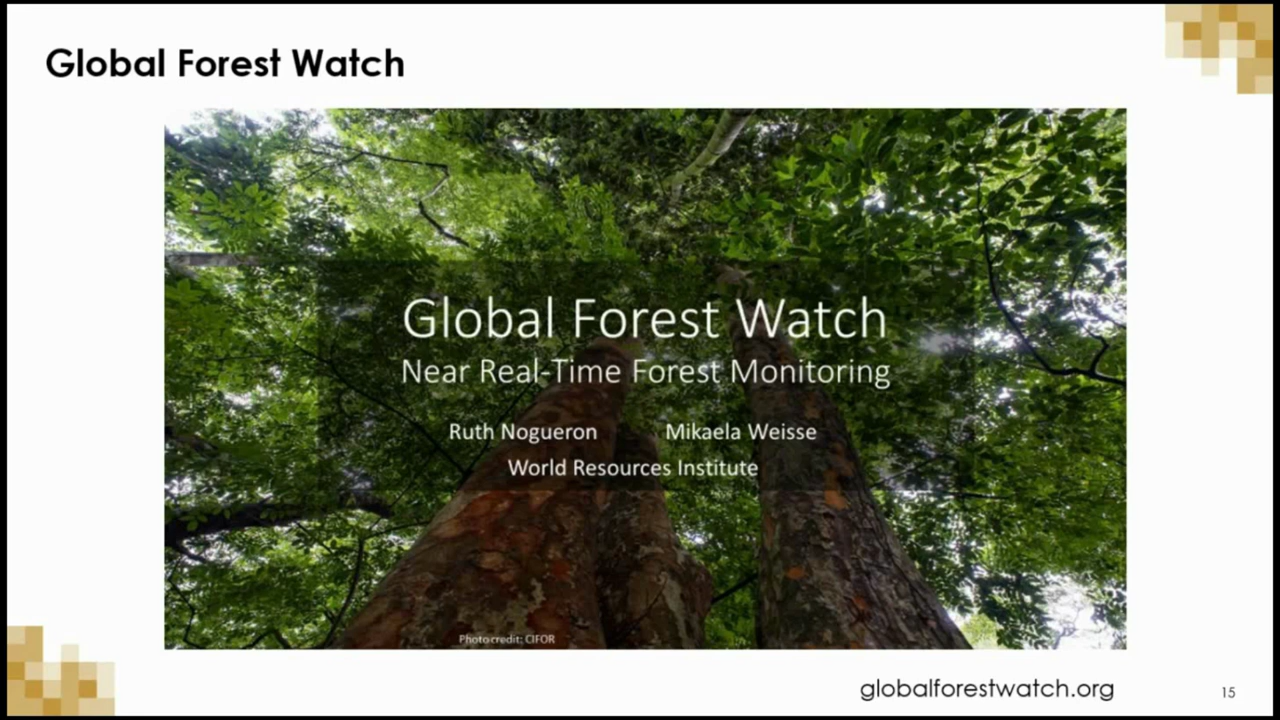 Global Forest Watch
Global Forest Watch
Near Real-Time Forest Monitoring
Ruth Nogueron Mikaela Weisse
World Resources Institute
Photo credit: CIFOR
globalforestwatch.org
15